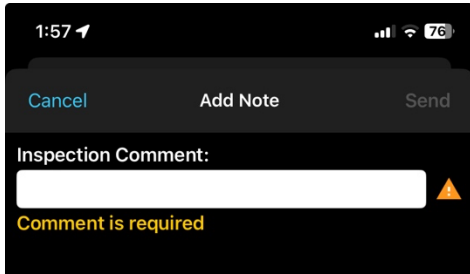 1:57 76
Cancel Add Note Send
Inspection Comment:
Comment is required